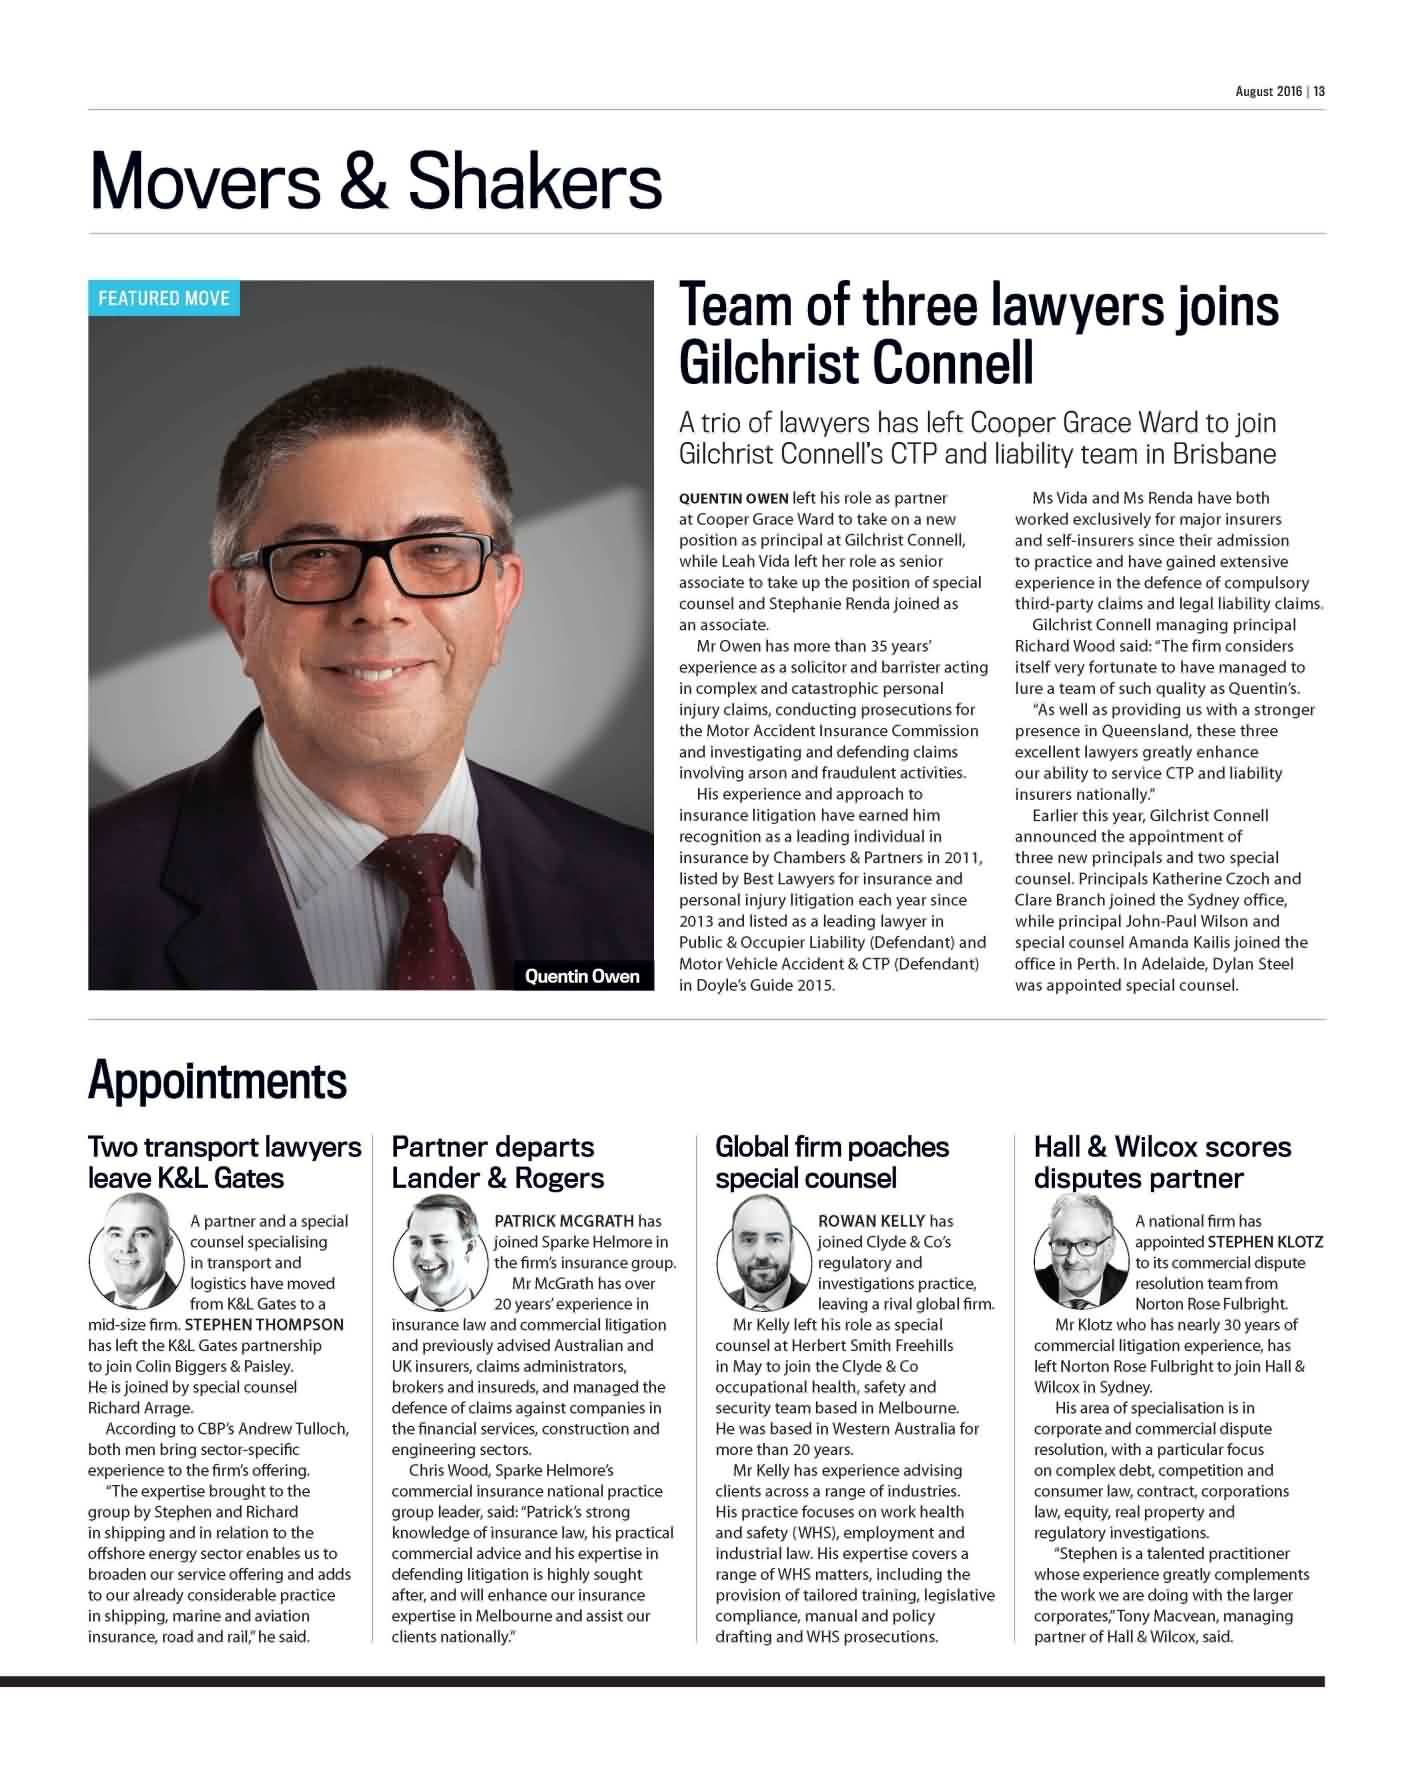 August 2016 | 13
Movers & Shakers
FEATURED MOVE
Quentin Owen
Team of three lawyers joins
Gilchrist Connell
A trio of lawyers has left Cooper Grace Ward to join
Gilchrist Connell's CTP and liability team in Brisbane
QUENTIN OWEN left his role as partner
at Cooper Grace Ward to take on a new
position as principal at Gilchrist Connell,
while Leah Vida left her role as senior
associate to take up the position of special
counsel and Stephanie Renda joined as
an associate.
Mr Owen has more than 35 years'
experience as a solicitor and barrister acting
in complex and catastrophic personal
injury claims, conducting prosecutions for
the Motor Accident Insurance Commission
and investigating and defending claims
involving arson and fraudulent activities.
His experience and approach to
insurance litigation have earned him
recognition as a leading individual in
insurance by Chambers & Partners in 2011,
listed by Best Lawyers for insurance and
personal injury litigation each year since
2013 and listed as a leading lawyer in
Public & Occupier Liability (Defendant) and
Motor Vehicle Accident & CTP (Defendant)
in Doyle's Guide 2015.
Ms Vida and Ms Renda have both
worked exclusively for major insurers
and self-insurers since their admission
to practice and have gained extensive
experience in the defence of compulsory
third-party claims and legal liability claims.
Gilchrist Connell managing principal
Richard Wood said: "The firm considers
itself very fortunate to have managed to
lure a team of such quality as Quentin's.
"As well as providing us with a stronger
presence in Queensland, these three
excellent lawyers greatly enhance
our ability to service CTP and liability
insurers nationally."
Earlier this year, Gilchrist Connell
announced the appointment of
three new principals and two special
counsel. Principals Katherine Czoch and
Clare Branch joined the Sydney office,
while principal John-Paul Wilson and
special counsel Amanda Kailis joined the
office in Perth. In Adelaide, Dylan Steel
was appointed special counsel.
Appointments
Two transport lawyers
leave K&L Gates
A partner and a special
counsel specialising
in transport and
logistics have moved
from K&L Gates to a
mid-size firm. STEPHEN THOMPSON
has left the K&L Gates partnership
to join Colin Biggers & Paisley.
He is joined by special counsel
Richard Arrage.
According to CBP's Andrew Tulloch,
both men bring sector-specific
experience to the firm's offering.
"The expertise brought to the
group by Stephen and Richard
in shipping and in relation to the
offshore energy sector enables us to
broaden our service offering and adds
to our already considerable practice
in shipping, marine and aviation
insurance, road and rail," he said.
Partner departs
Lander & Rogers
PATRICK MCGRATH has
joined Sparke Helmore in
the firm's insurance group.
Mr McGrath has over
20 years' experience in
insurance law and commercial litigation
and previously advised Australian and
UK insurers, claims administrators,
brokers and insureds, and managed the
defence of claims against companies in
the financial services, construction and
engineering sectors.
Chris Wood, Sparke Helmore's
commercial insurance national practice
group leader, said: "Patrick's strong
knowledge of insurance law, his practical
commercial advice and his expertise in
defending litigation is highly sought
after, and will enhance our insurance
expertise in Melbourne and assist our
clients nationally."
Global firm poaches
special counsel
ROWAN KELLY has
joined Clyde & Co's
regulatory and
investigations practice,
leaving a rival global firm.
Mr Kelly left his role as special
counsel at Herbert Smith Freehills
in May to join the Clyde & Co
occupational health, safety and
security team based in Melbourne.
He was based in Western Australia for
more than 20 years.
Mr Kelly has experience advising
clients across a range of industries.
His practice focuses on work health
and safety (WHS), employment and
industrial law. His expertise covers a
range of WHS matters, including the
provision of tailored training, legislative
compliance, manual and policy
drafting and WHS prosecutions.
Hall & Wilcox scores
disputes partner
A national firm has
appointed STEPHEN KLOTZ
to its commercial dispute
resolution team from
Norton Rose Fulbright.
Mr Klotz who has nearly 30 years of
commercial litigation experience, has
left Norton Rose Fulbright to join Hall &
Wilcox in Sydney.
His area of specialisation is in
corporate and commercial dispute
resolution, with a particular focus
on complex debt, competition and
consumer law, contract, corporations
law, equity, real property and
regulatory investigations.
"Stephen is a talented practitioner
whose experience greatly complements
the work we are doing with the larger
corporates," Tony Macvean, managing
partner of Hall & Wilcox, said.